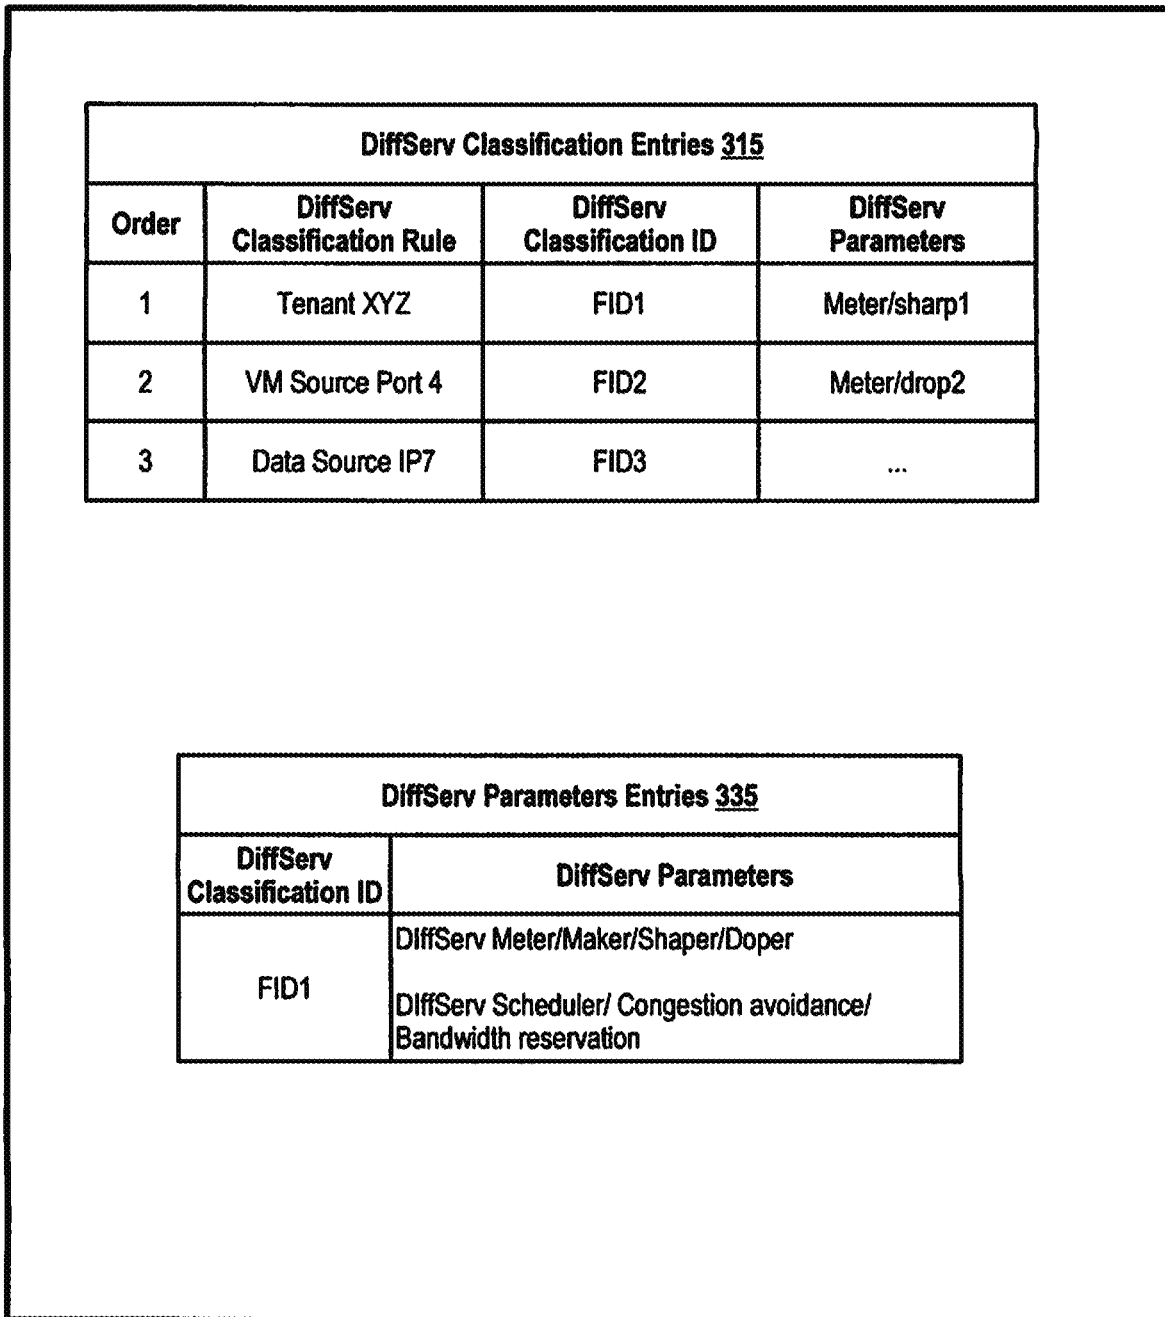 DiffServ Classification Entries 315
Order
DiffServ
Classification Rule
DiffServ
Classification ID
DiffServ
Parameters
1
Tenant XYZ
FID1
Meter/sharp1
2
VM Source Port 4
FID2
Meter/drop2
3
Data Source IP7
FID3
...
DiffServ Parameters Entries 335
DiffServ
Classification ID
DiffServ Parameters
FID1
DIffServ Meter/Maker/Shaper/Doper
DIffServ Scheduler/ Congestion avoidance/
Bandwidth reservation